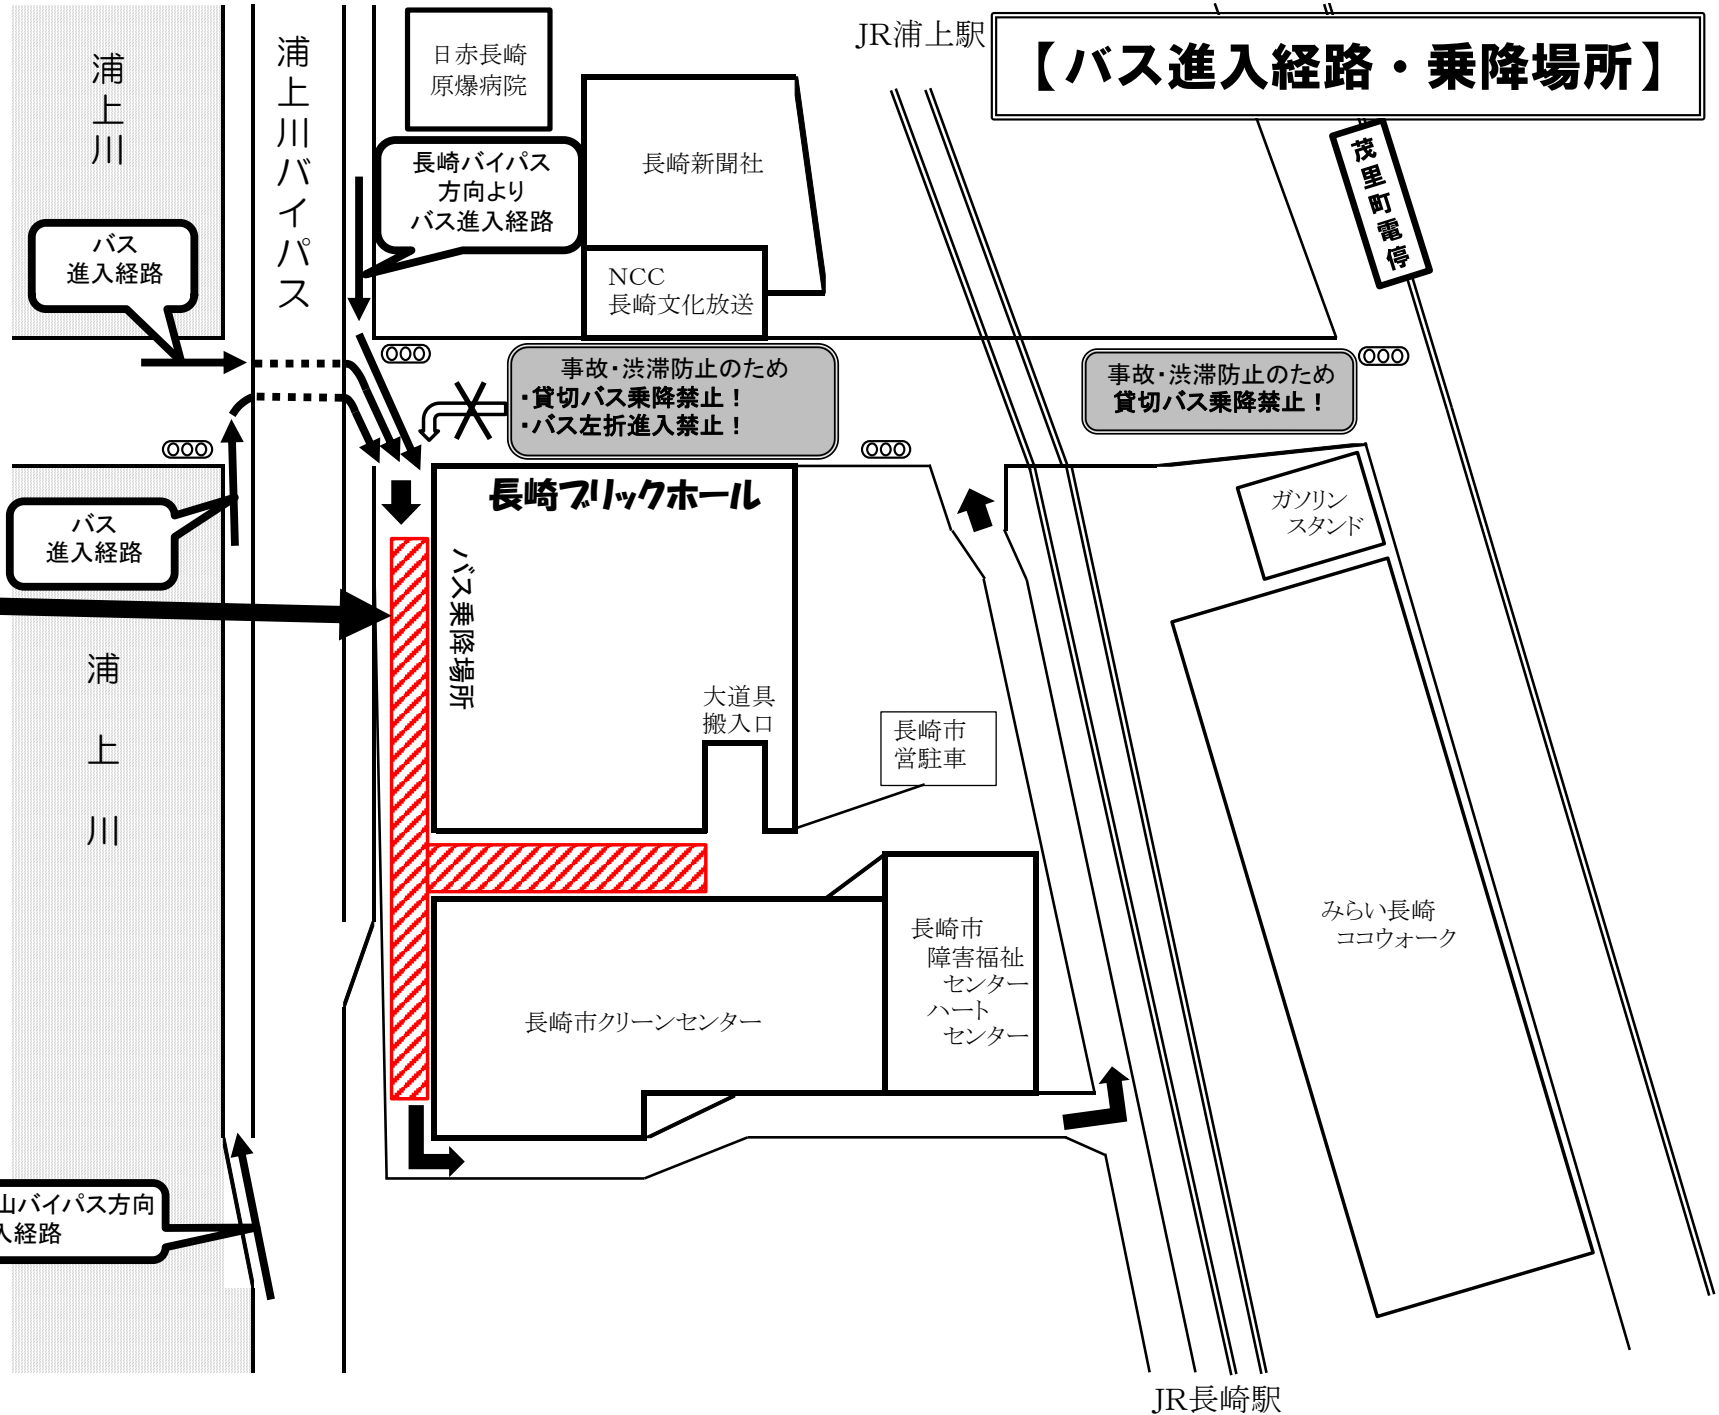 JR浦上駅
【バス進入経路・乗降場所】
浦上川
浦上川バイパス
日赤長崎
原爆病院
長崎新聞社
茂里町電停
長崎バイパス
方向より
バス進入経路
バス
進入経路
NCC
長崎文化放送
事故・渋滞防止のため
・貸切バス乗降禁止！
・バス左折進入禁止！
事故・渋滞防止のため
貸切バス乗降禁止！
長崎ブリックホール
ガソリン
スタンド
バス
進入経路
バス乗降場所
浦上川
大道具
搬入口
長崎市
営駐車
みらい長崎
ココウォーク
長崎市
障害福祉
センター
ハート
センター
長崎市クリーンセンター
山バイパス方向
入経路
JR長崎駅